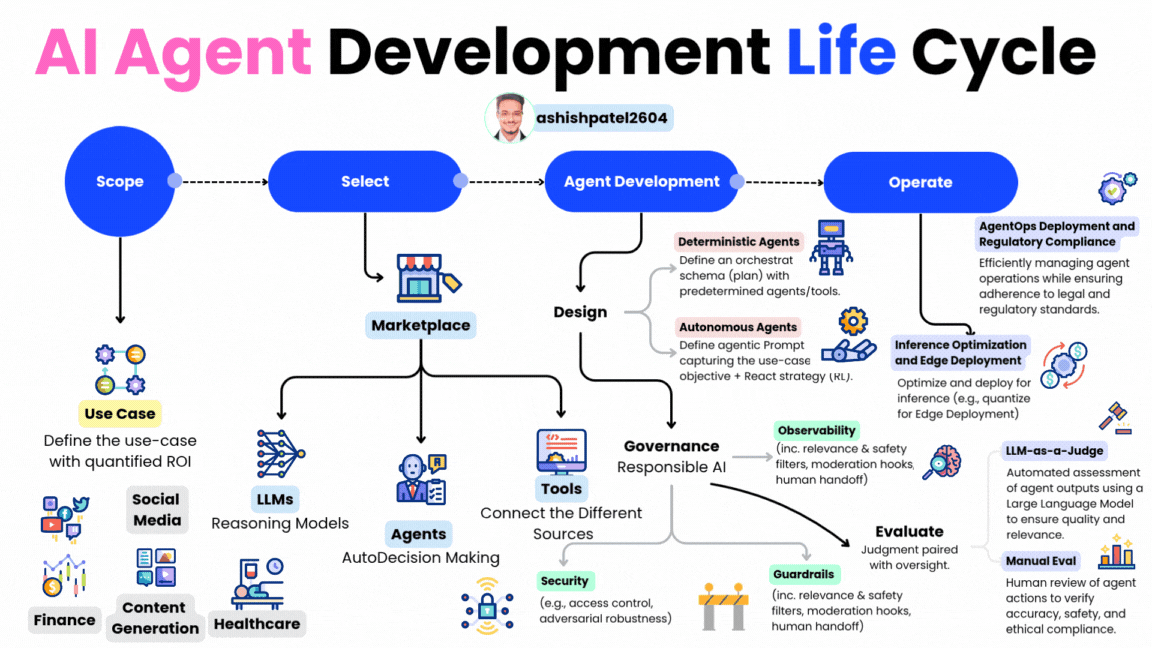 AI Agent Development Life Cycle
ashishpatel2604
Scope
Select
Agent Development
Operate
Use Case
Define the use-case
with quantified ROI
Social
Media
Finance
Content
Generation
Healthcare
Marketplace
LLMs
Reasoning Models
Agents
AutoDecision Making
Tools
Connect the Different
Sources
Design
Deterministic Agents
Define an orchestrat
schema (plan) with
predetermined agents/tools.
Autonomous Agents
Define agentic Prompt
capturing the use-case
objective + React strategy (RL).
Governance
Responsible AI
Observability
(inc. relevance & safety
filters, moderation hooks,
human handoff)
Security
(e.g., access control,
adversarial robustness)
Guardrails
(inc. relevance & safety
filters, moderation hooks,
human handoff)
Evaluate
Judgment paired
with oversight.
LLM-as-a-Judge
Automated assessment
of agent outputs using a
Large Language Model
to ensure quality and
relevance.
Manual Eval
Human review of agent
actions to verify
accuracy, safety, and
ethical compliance.
AgentOps Deployment and
Regulatory Compliance
Efficiently managing agent
operations while ensuring
adherence to legal and
regulatory standards.
Inference Optimization
and Edge Deployment
Optimize and deploy for
inference (e.g., quantize
for Edge Deployment)